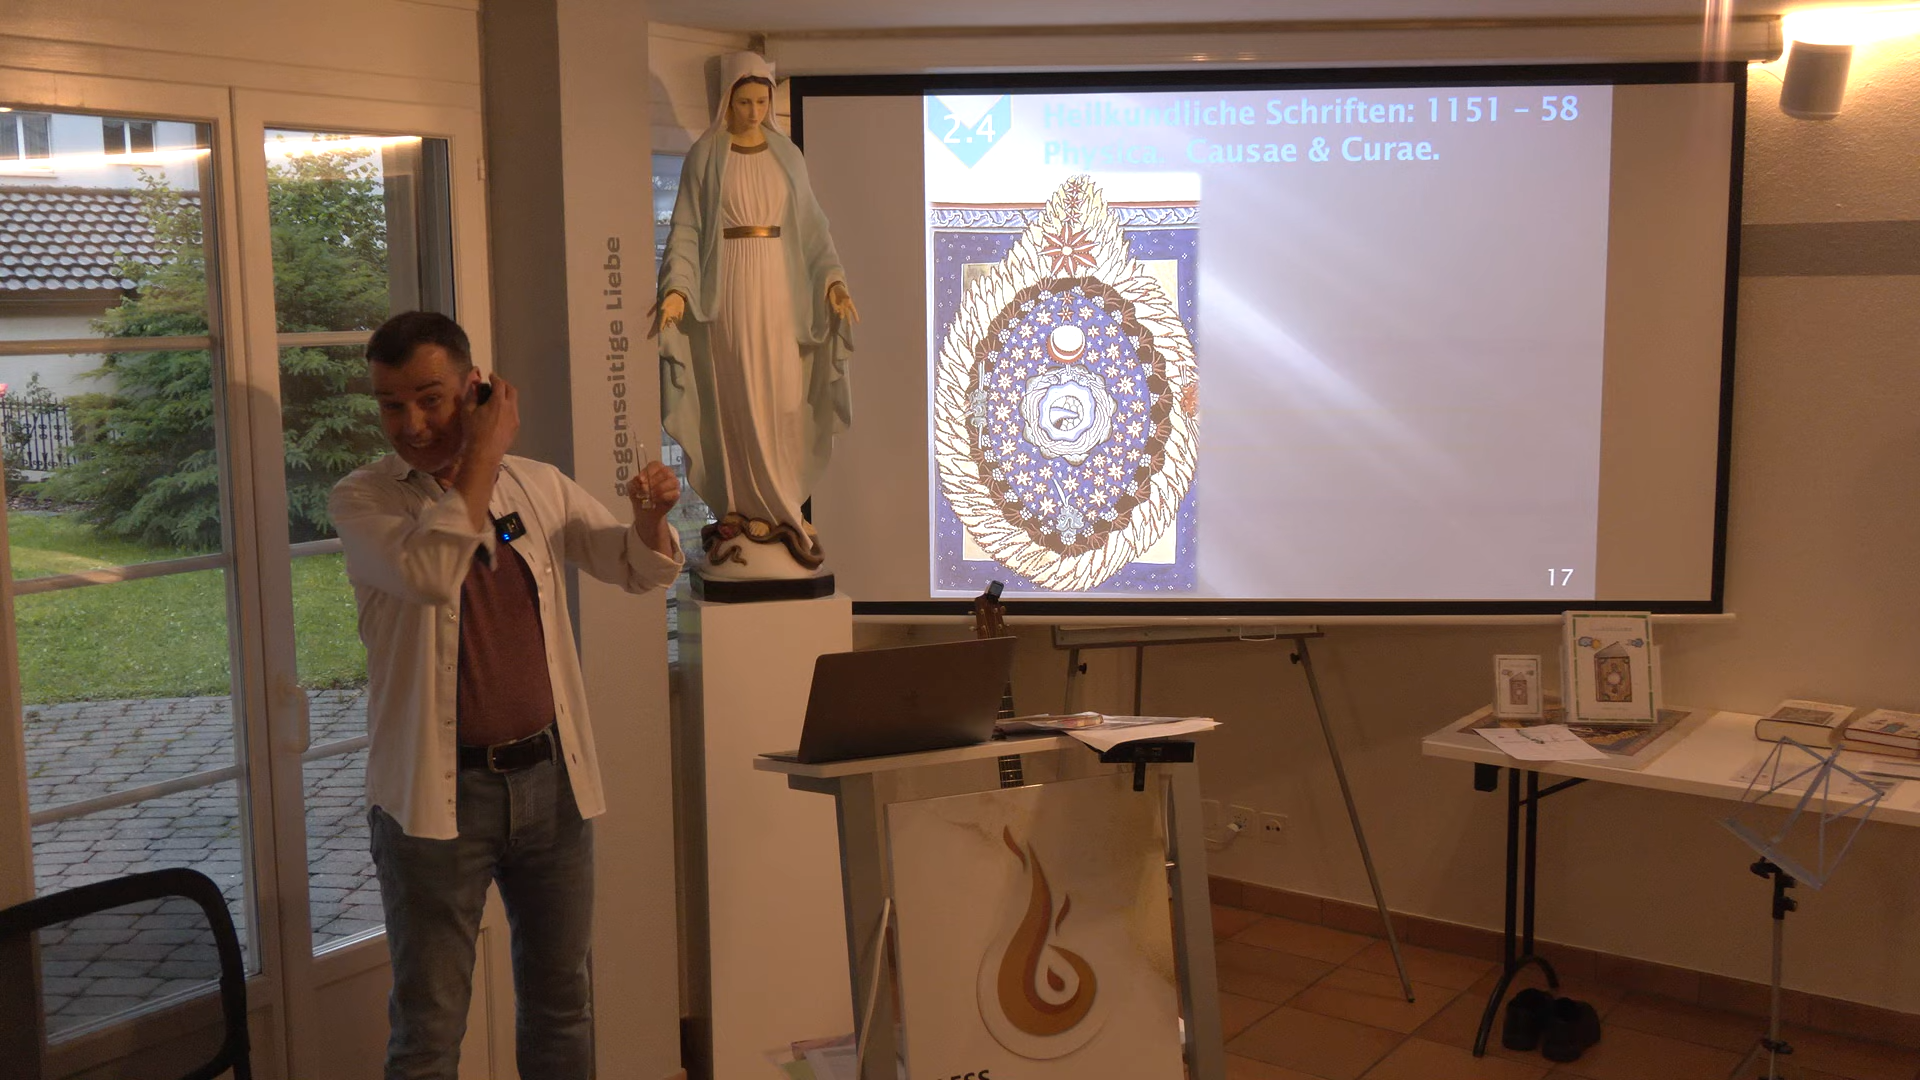 2.4
Heilkundliche Schriften: 1151 – 58
Physica. Causae & Curae.
17
gegenseitige Liebe